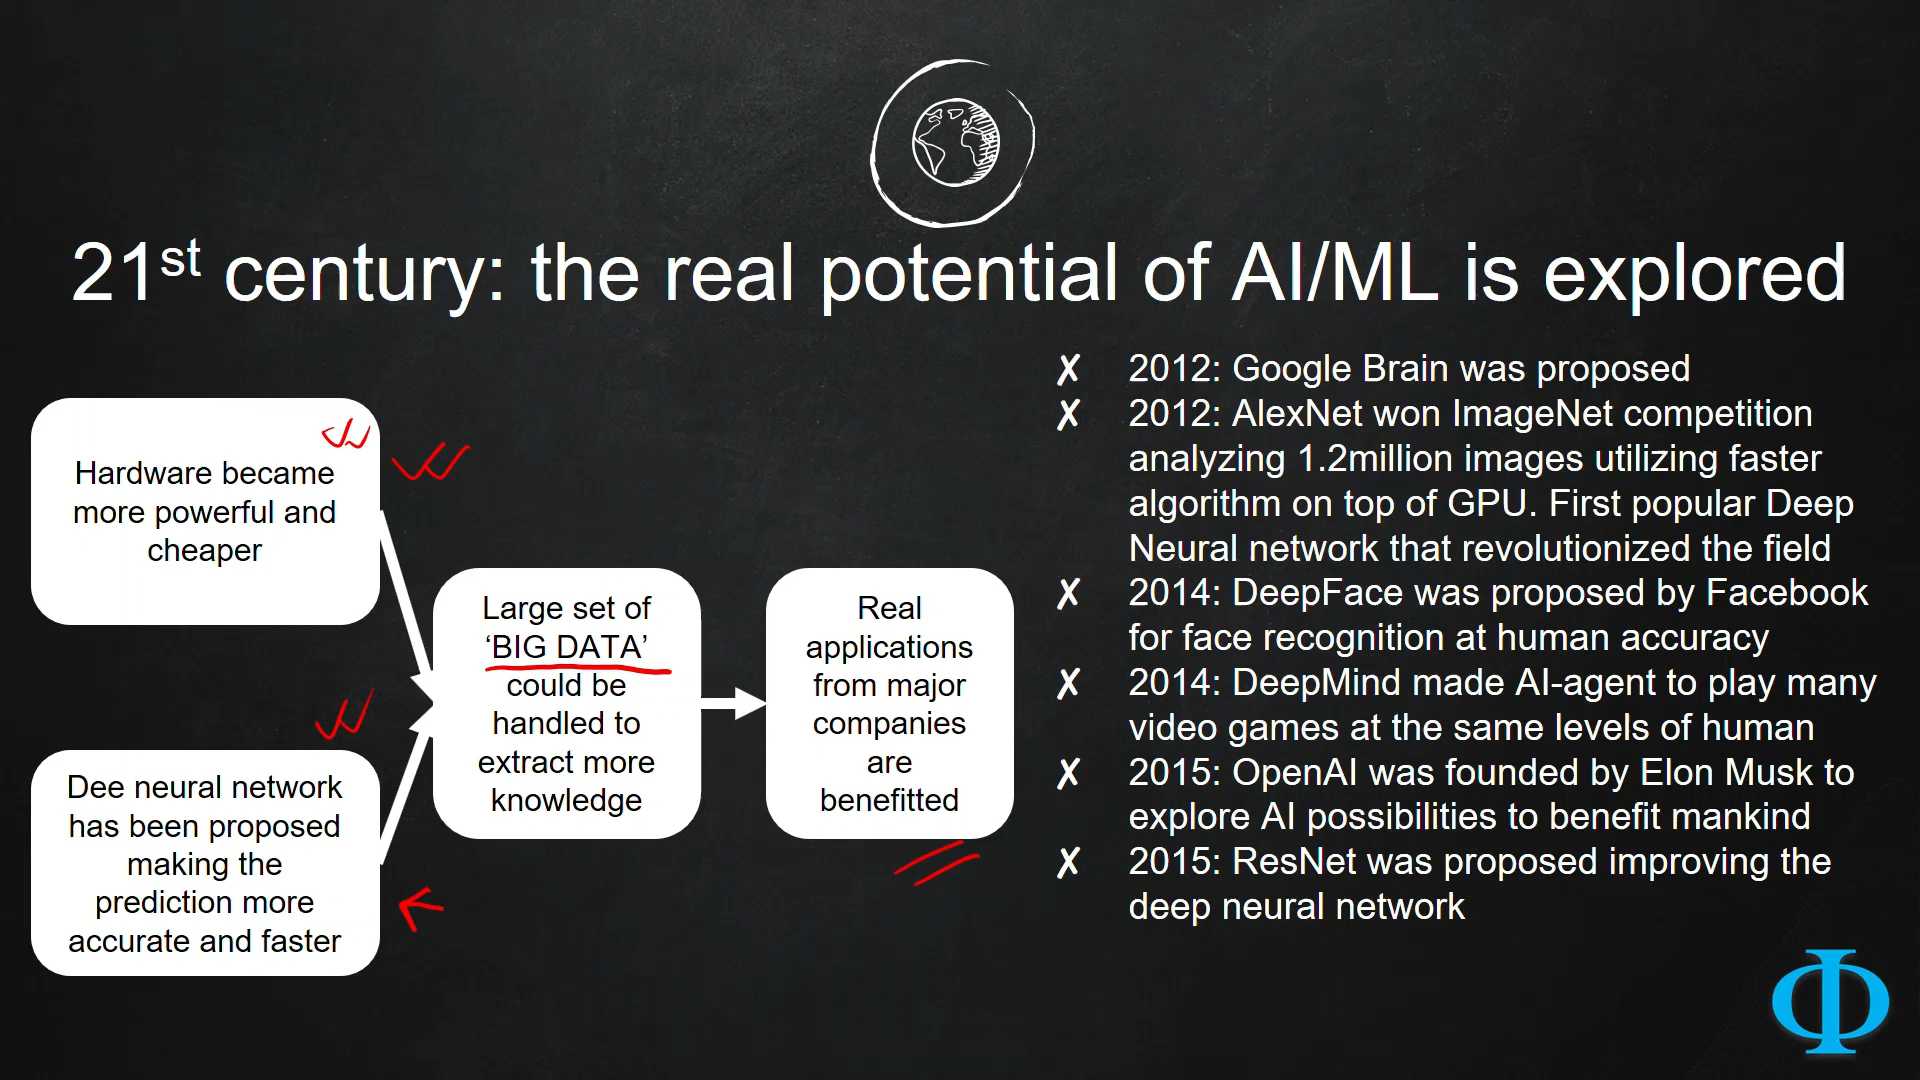 21st century: the real potential of AI/ML is explored
Hardware became
more powerful and
cheaper
Dee neural network
has been proposed
making the
prediction more
accurate and faster
Large set of
‘BIG DATA’
could be
handled to
extract more
knowledge
Real
applications
from major
companies
are
benefitted
✗ 2012: Google Brain was proposed
✗ 2012: AlexNet won ImageNet competition
analyzing 1.2million images utilizing faster
algorithm on top of GPU. First popular Deep
Neural network that revolutionized the field
✗ 2014: DeepFace was proposed by Facebook
for face recognition at human accuracy
✗ 2014: DeepMind made AI-agent to play many
video games at the same levels of human
✗ 2015: OpenAI was founded by Elon Musk to
explore AI possibilities to benefit mankind
✗ 2015: ResNet was proposed improving the
deep neural network
Φ